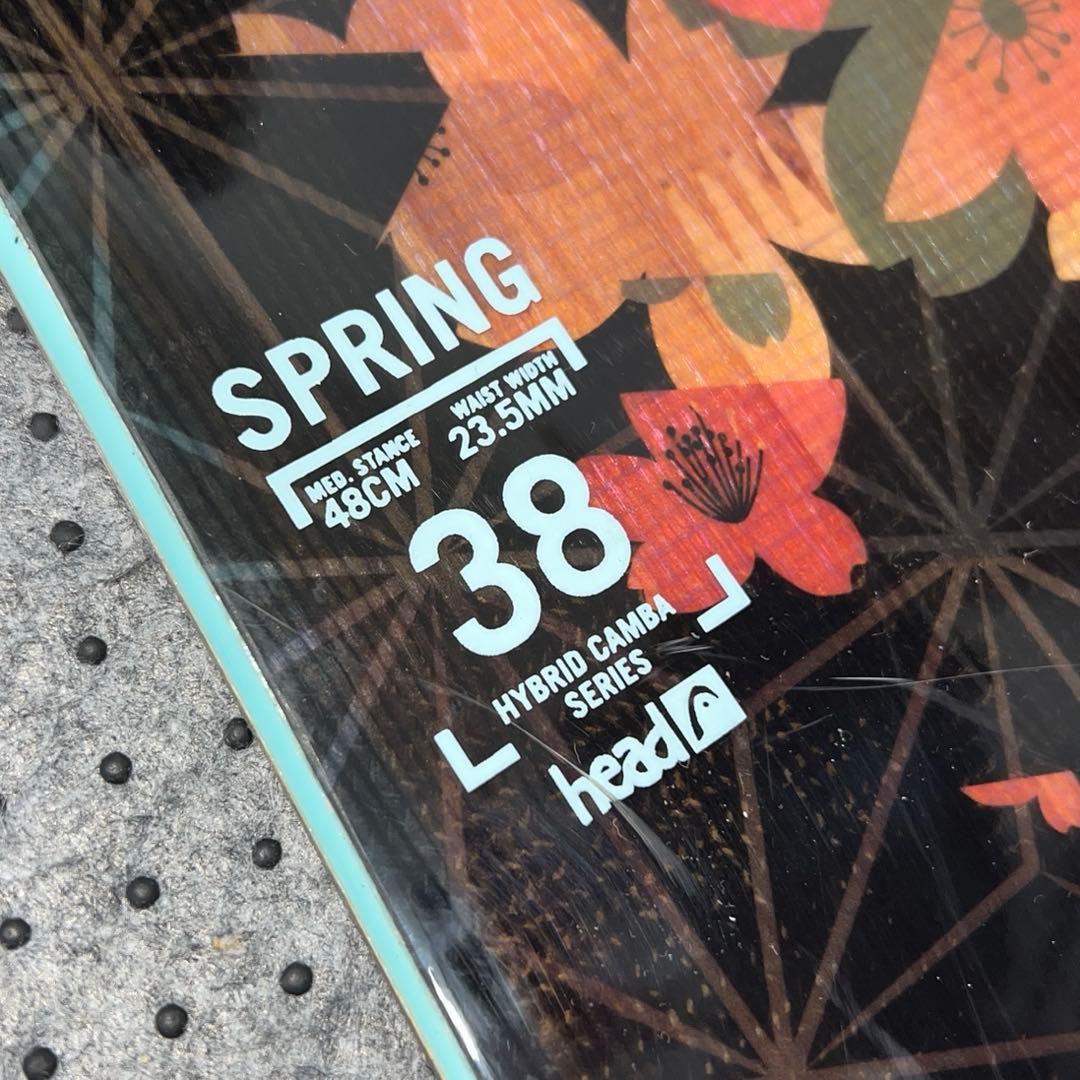 SPRING
MED. STANCE
48CM
WAIST WIDTH
23.5MM
38
HYBRID CAMBA
SERIES
head